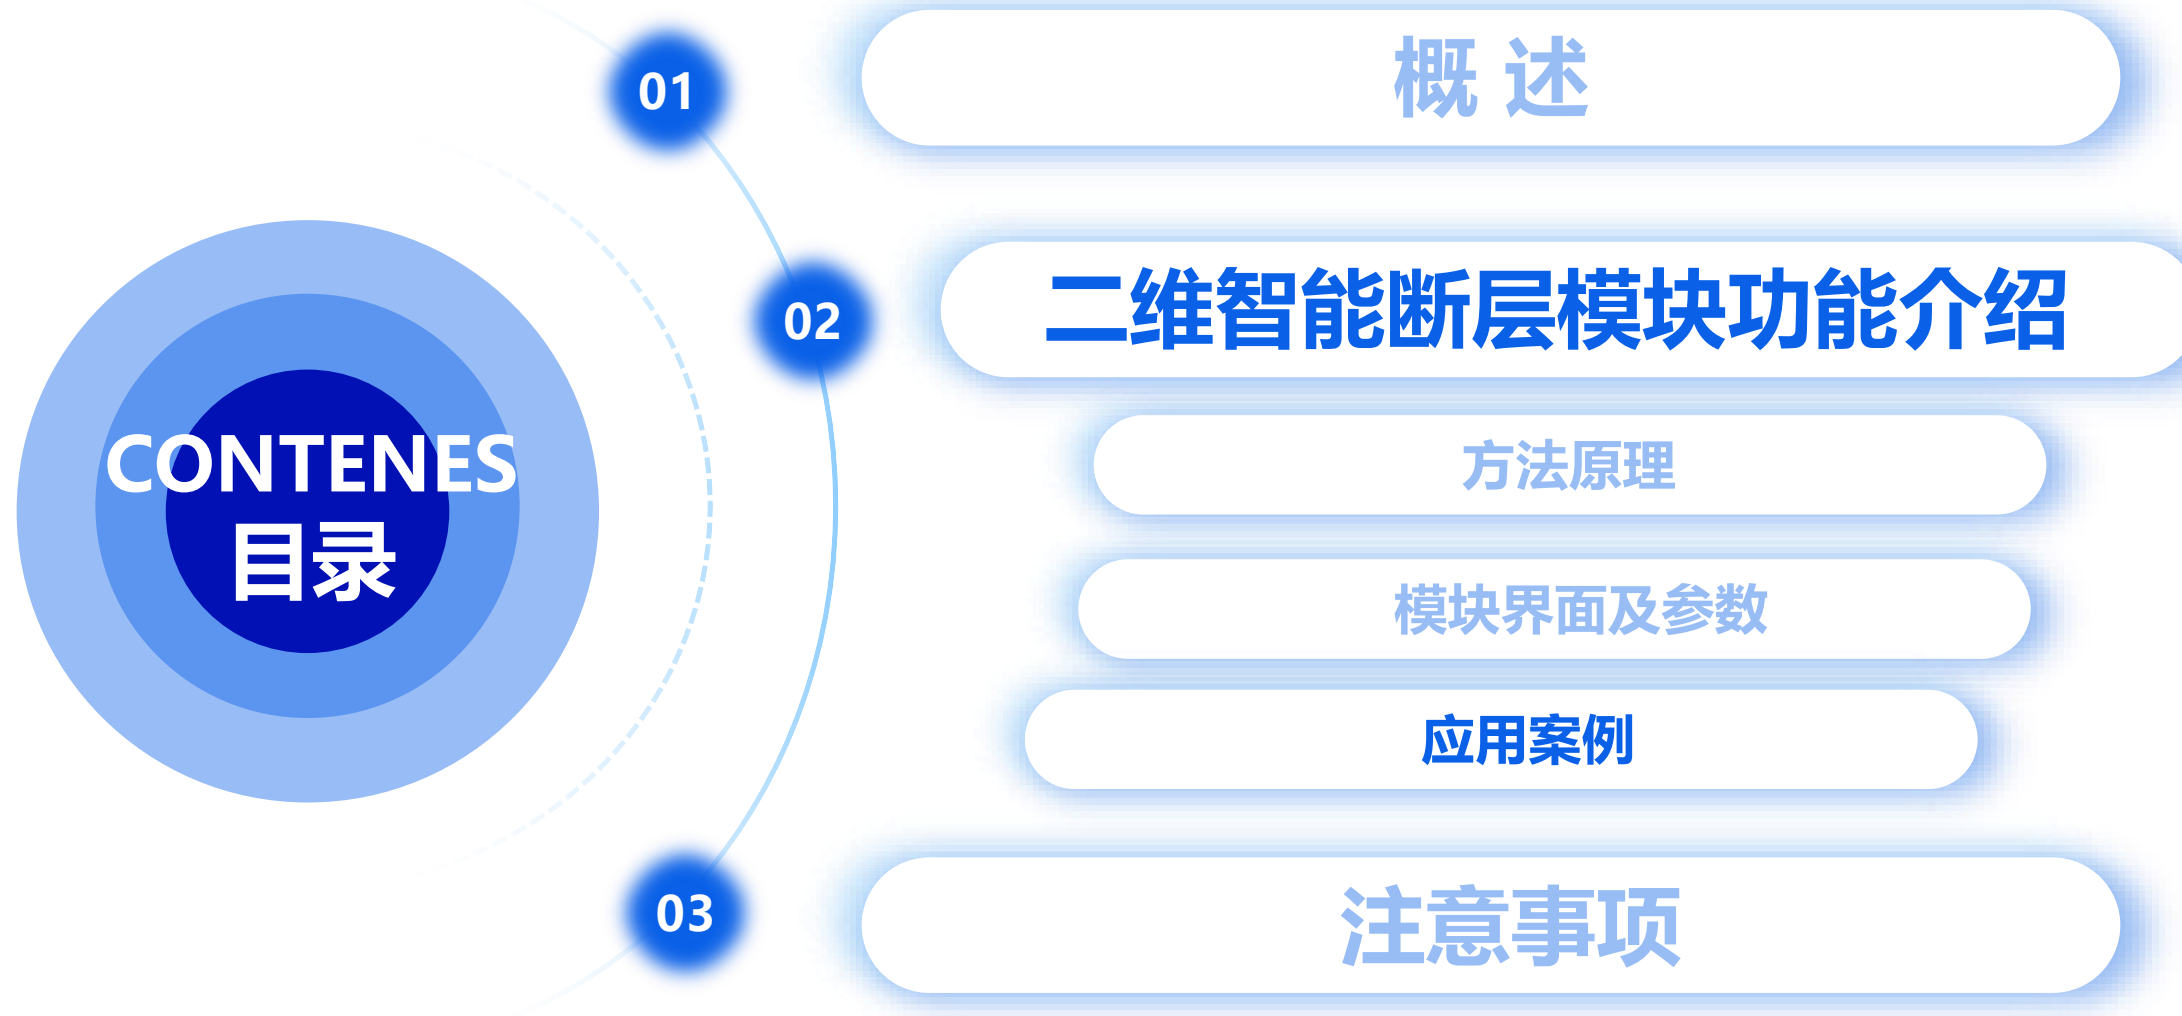 CONTENES
目录
01
概 述
02
二维智能断层模块功能介绍
方法原理
模块界面及参数
应用案例
03
注意事项